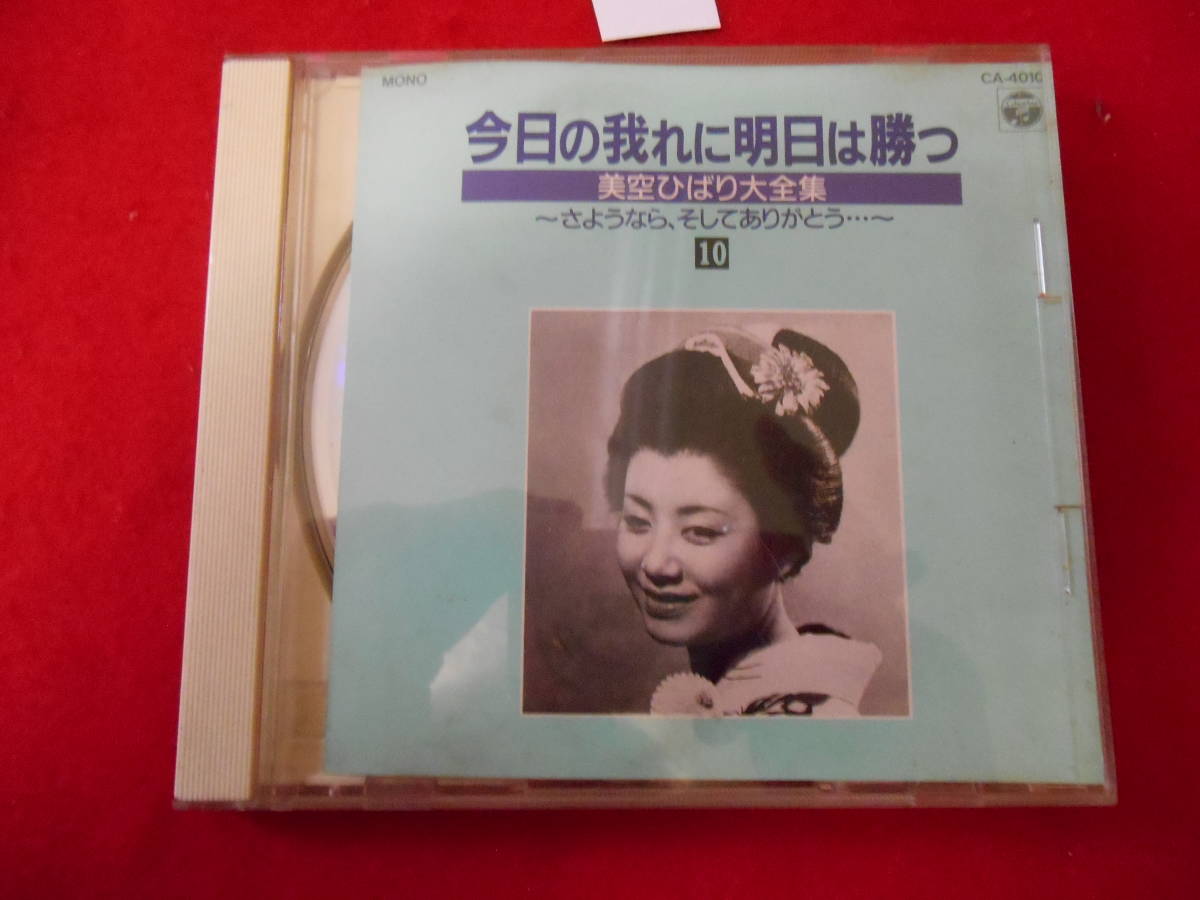 MONO
CA-4010
今日の我れに明日は勝つ
美空ひばり大全集
〜さようなら、そしてありがとう…〜
10